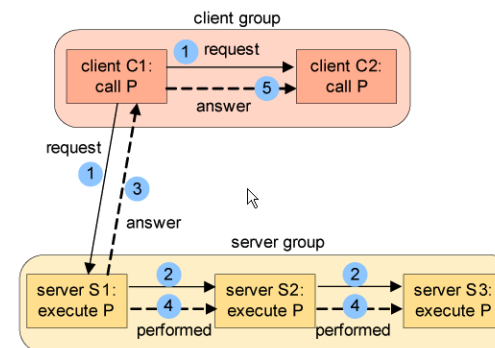 client group
client C1:
call P
1 request
client C2:
call P
5
answer
request
1
3
answer
server group
server S1:
execute P
2
4
performed
server S2:
execute P
2
4
performed
server S3:
execute P